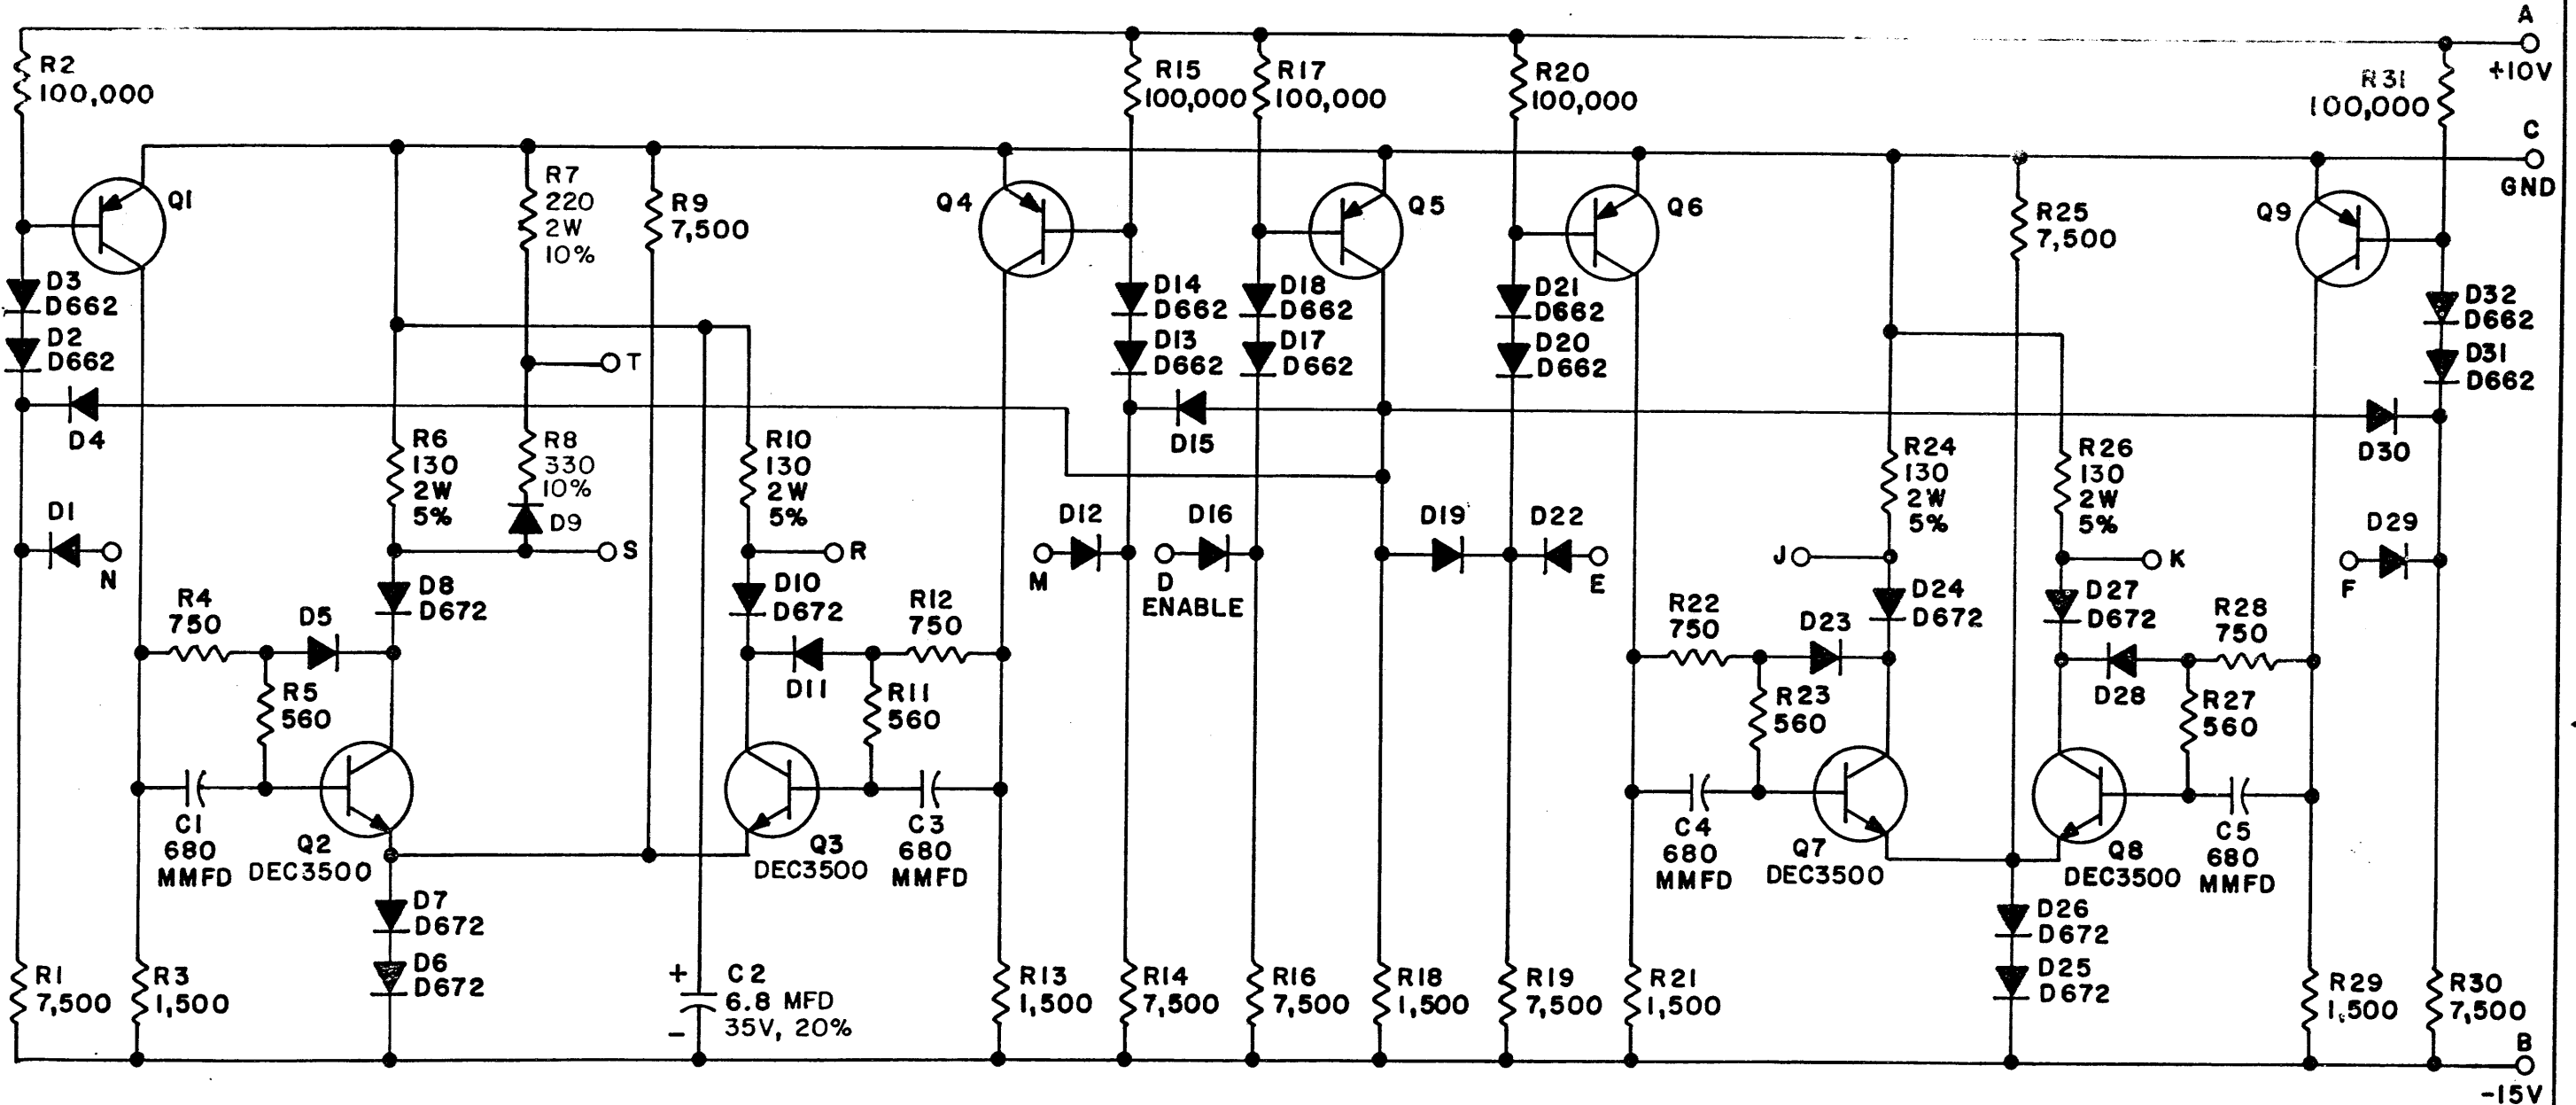 A
+10V
R2
100,000
R15
100,000
R17
100,000
R20
100,000
R31
100,000
C
GND
Q1
R7
220
2W
10%
R9
7,500
Q4
Q5
Q6
R25
7,500
Q9
D3
D662
D2
D662
D14
D662
D13
D662
D18
D662
D17
D662
D21
D662
D20
D662
D32
D662
D31
D662
T
D4
D15
D30
R6
130
2W
5%
R8
330
10%
D9
R10
130
2W
5%
R24
130
2W
5%
R26
130
2W
5%
D1
N
S
R
D12
M
D16
D
ENABLE
D19
D22
E
J
K
D29
F
D8
D672
D10
D672
D24
D672
D27
D672
R4
750
D5
R12
750
D11
R22
750
D23
R28
750
D28
R5
560
R11
560
R23
560
R27
560
C1
680
MMFD
Q2
DEC3500
Q3
DEC3500
C3
680
MMFD
C4
680
MMFD
Q7
DEC3500
Q8
DEC3500
C5
680
MMFD
D7
D672
D6
D672
D26
D672
D25
D672
R1
7,500
R3
1,500
+
C2
6.8 MFD
35V, 20%
-
R13
1,500
R14
7,500
R16
7,500
R18
1,500
R19
7,500
R21
1,500
R29
1,500
R30
7,500
B
-15V